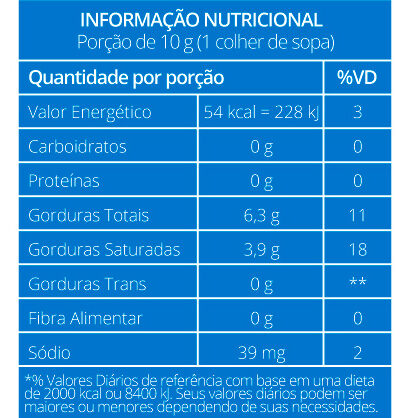 INFORMAÇÃO NUTRICIONAL
Porção de 10 g (1 colher de sopa)
Quantidade por porção %VD
Valor Energético 54 kcal = 228 kJ 3
Carboidratos 0 g 0
Proteínas 0 g 0
Gorduras Totais 6,3 g 11
Gorduras Saturadas 3,9 g 18
Gorduras Trans 0 g **
Fibra Alimentar 0 g 0
Sódio 39 mg 2
*% Valores Diários de referência com base em uma dieta
de 2000 kcal ou 8400 kJ. Seus valores diários podem ser
maiores ou menores dependendo de suas necessidades.